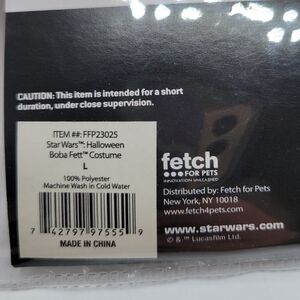 CAUTION: This item is intended for a short
duration, under close supervision.
ITEM ##: FFP23025
Star Wars™: Halloween
Boba Fett™ Costume
L
100% Polyester
Machine Wash in Cold Water
7 42797 97555 9
MADE IN CHINA
fetch
FOR PETS
INNOVATION UNLEASHED
Distributed by: Fetch for Pets
New York, NY 10018
www.fetch4pets.com
www.starwars.com
© & ™ Lucasfilm Ltd.